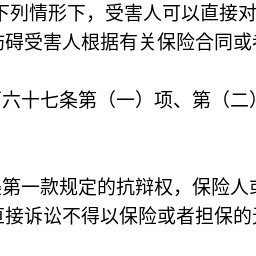 下列情形下，受害人可以直接对
碍受害人根据有关保险合同或
六十七条第（一）项、第（二）
第一款规定的抗辩权，保险人或
直接诉讼不得以保险或者担保的